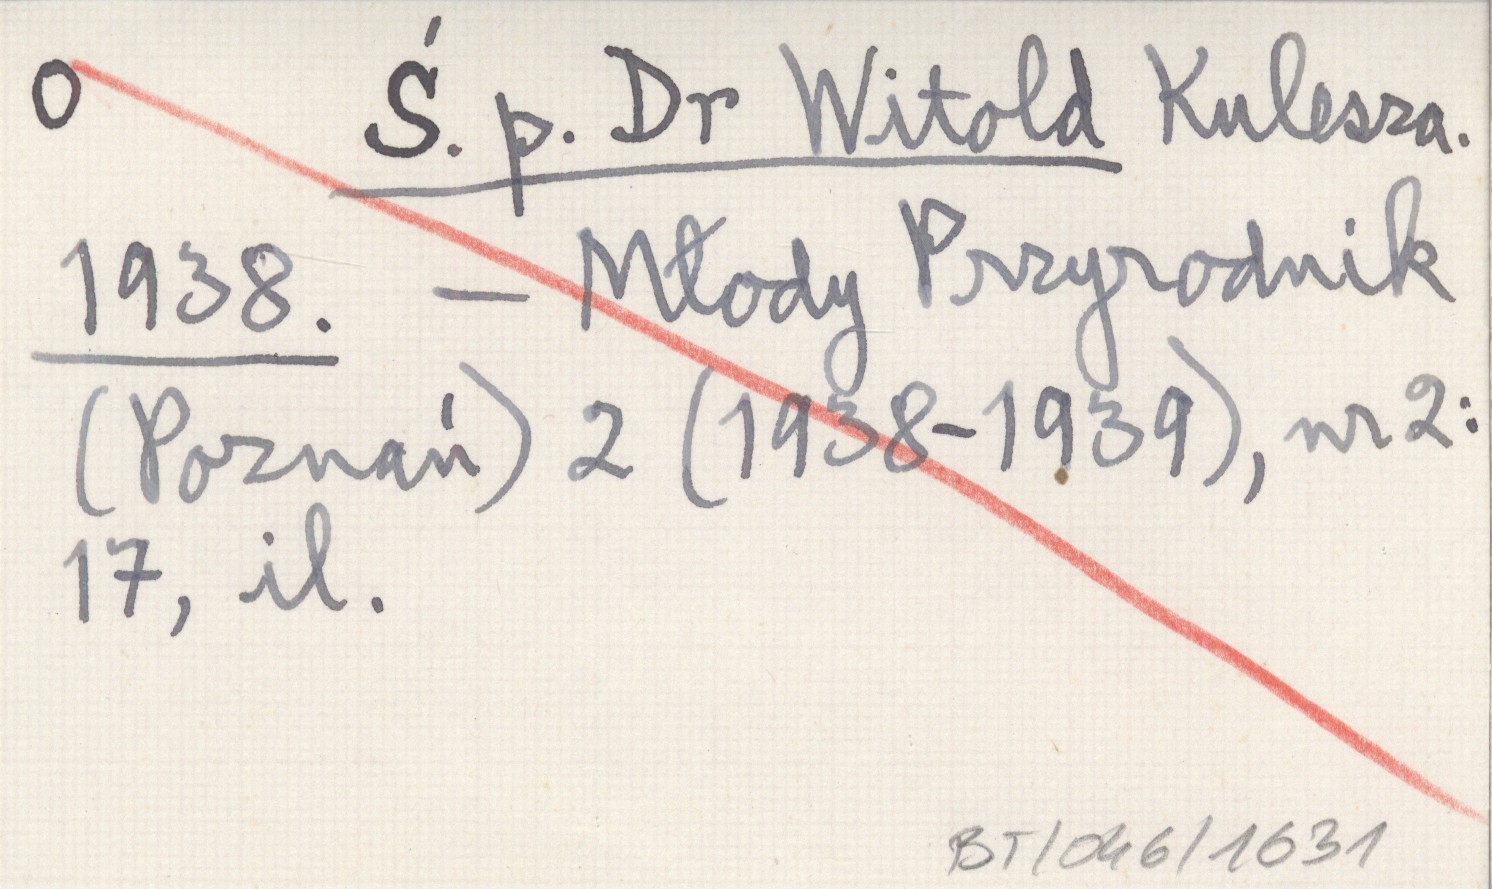 O Ś. p. Dr Witold Kulesza.
1938. — Młody Przyrodnik
(Poznań) 2 (1938-1939), nr 2:
17, il.
BT/046/1631